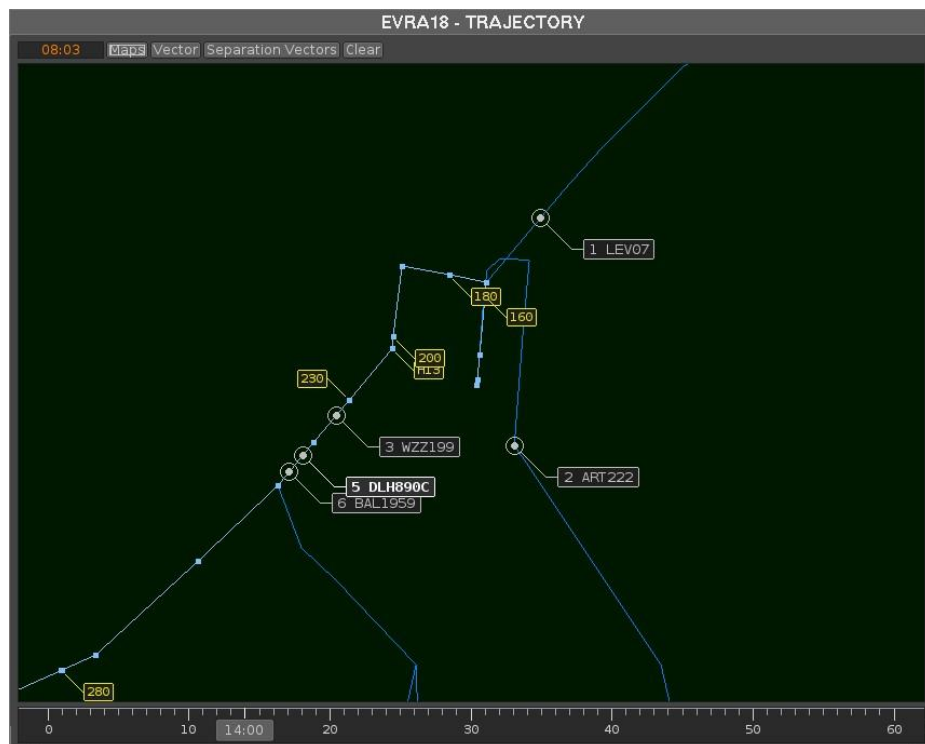 EVRA18 - TRAJECTORY
08:03 Maps Vector Separation Vectors Clear
1 LEV07
180
160
200
H13
230
3 WZZ199
5 DLH890C
6 BAL1959
2 ART222
280
0 10 14:00 20 30 40 50 60